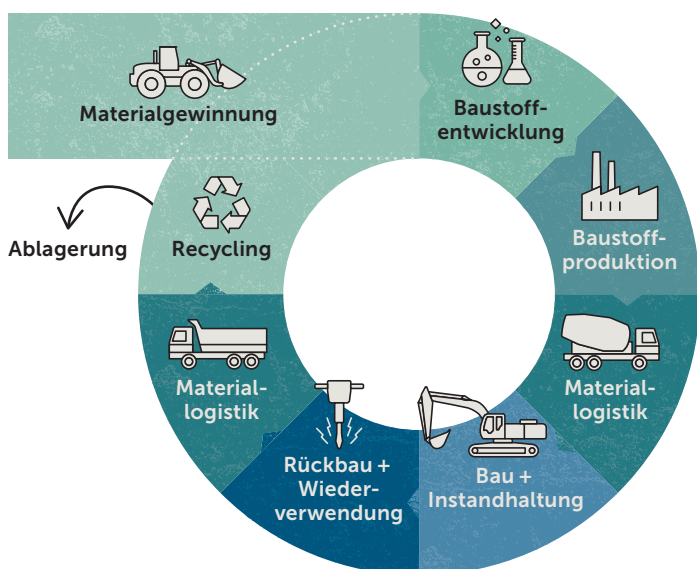 Materialgewinnung
Baustoff-
entwicklung
Baustoff-
produktion
Material-
logistik
Bau +
Instandhaltung
Rückbau +
Wieder-
verwendung
Material-
logistik
Recycling
Ablagerung